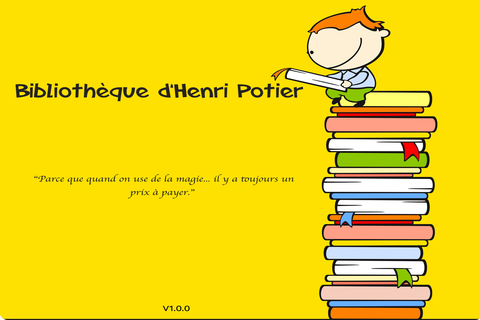 Bibliothèque d'Henri Potier
"Parce que quand on use de la magie... il y a toujours un
prix à payer."
V1.0.0